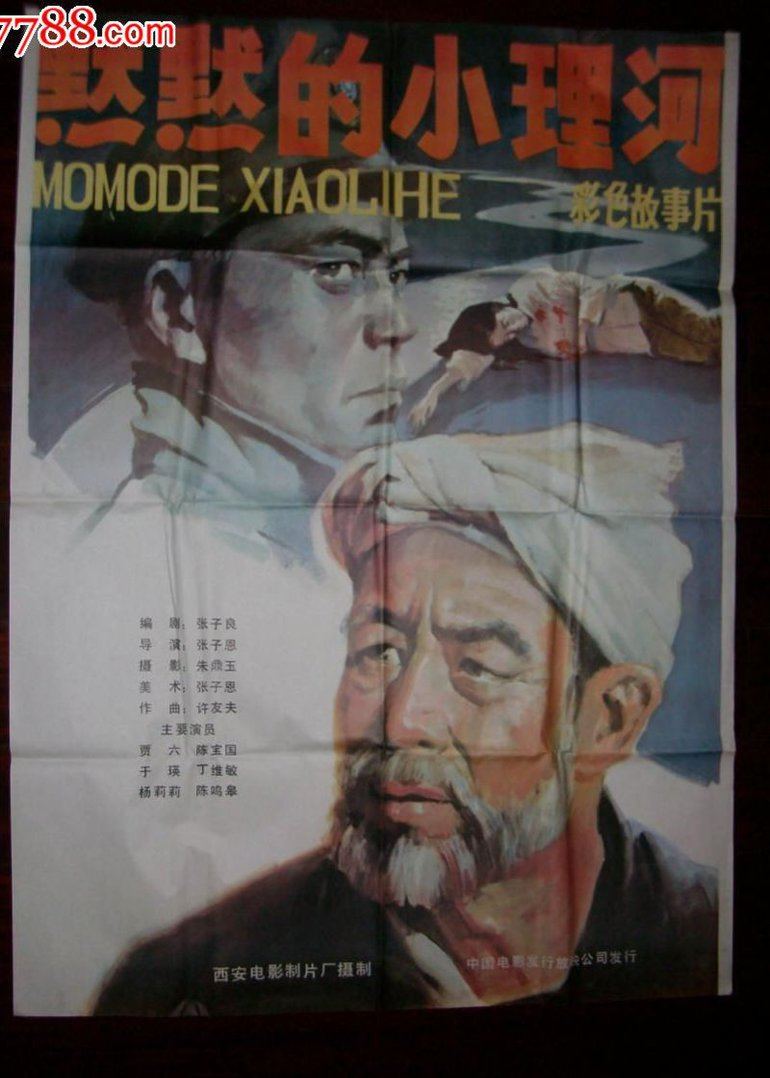 7788.com
默默的小理河
MOMODE XIAOLIHE
彩色故事片
编 剧：张子良
导 演：张子恩
摄 影：朱鼎玉
美 术：张子恩
作 曲：许友夫
主要演员
贾 六 陈宝国
于 瑛 丁维敏
杨莉莉 陈鸣皋
西安电影制片厂摄制
中国电影发行放映公司发行